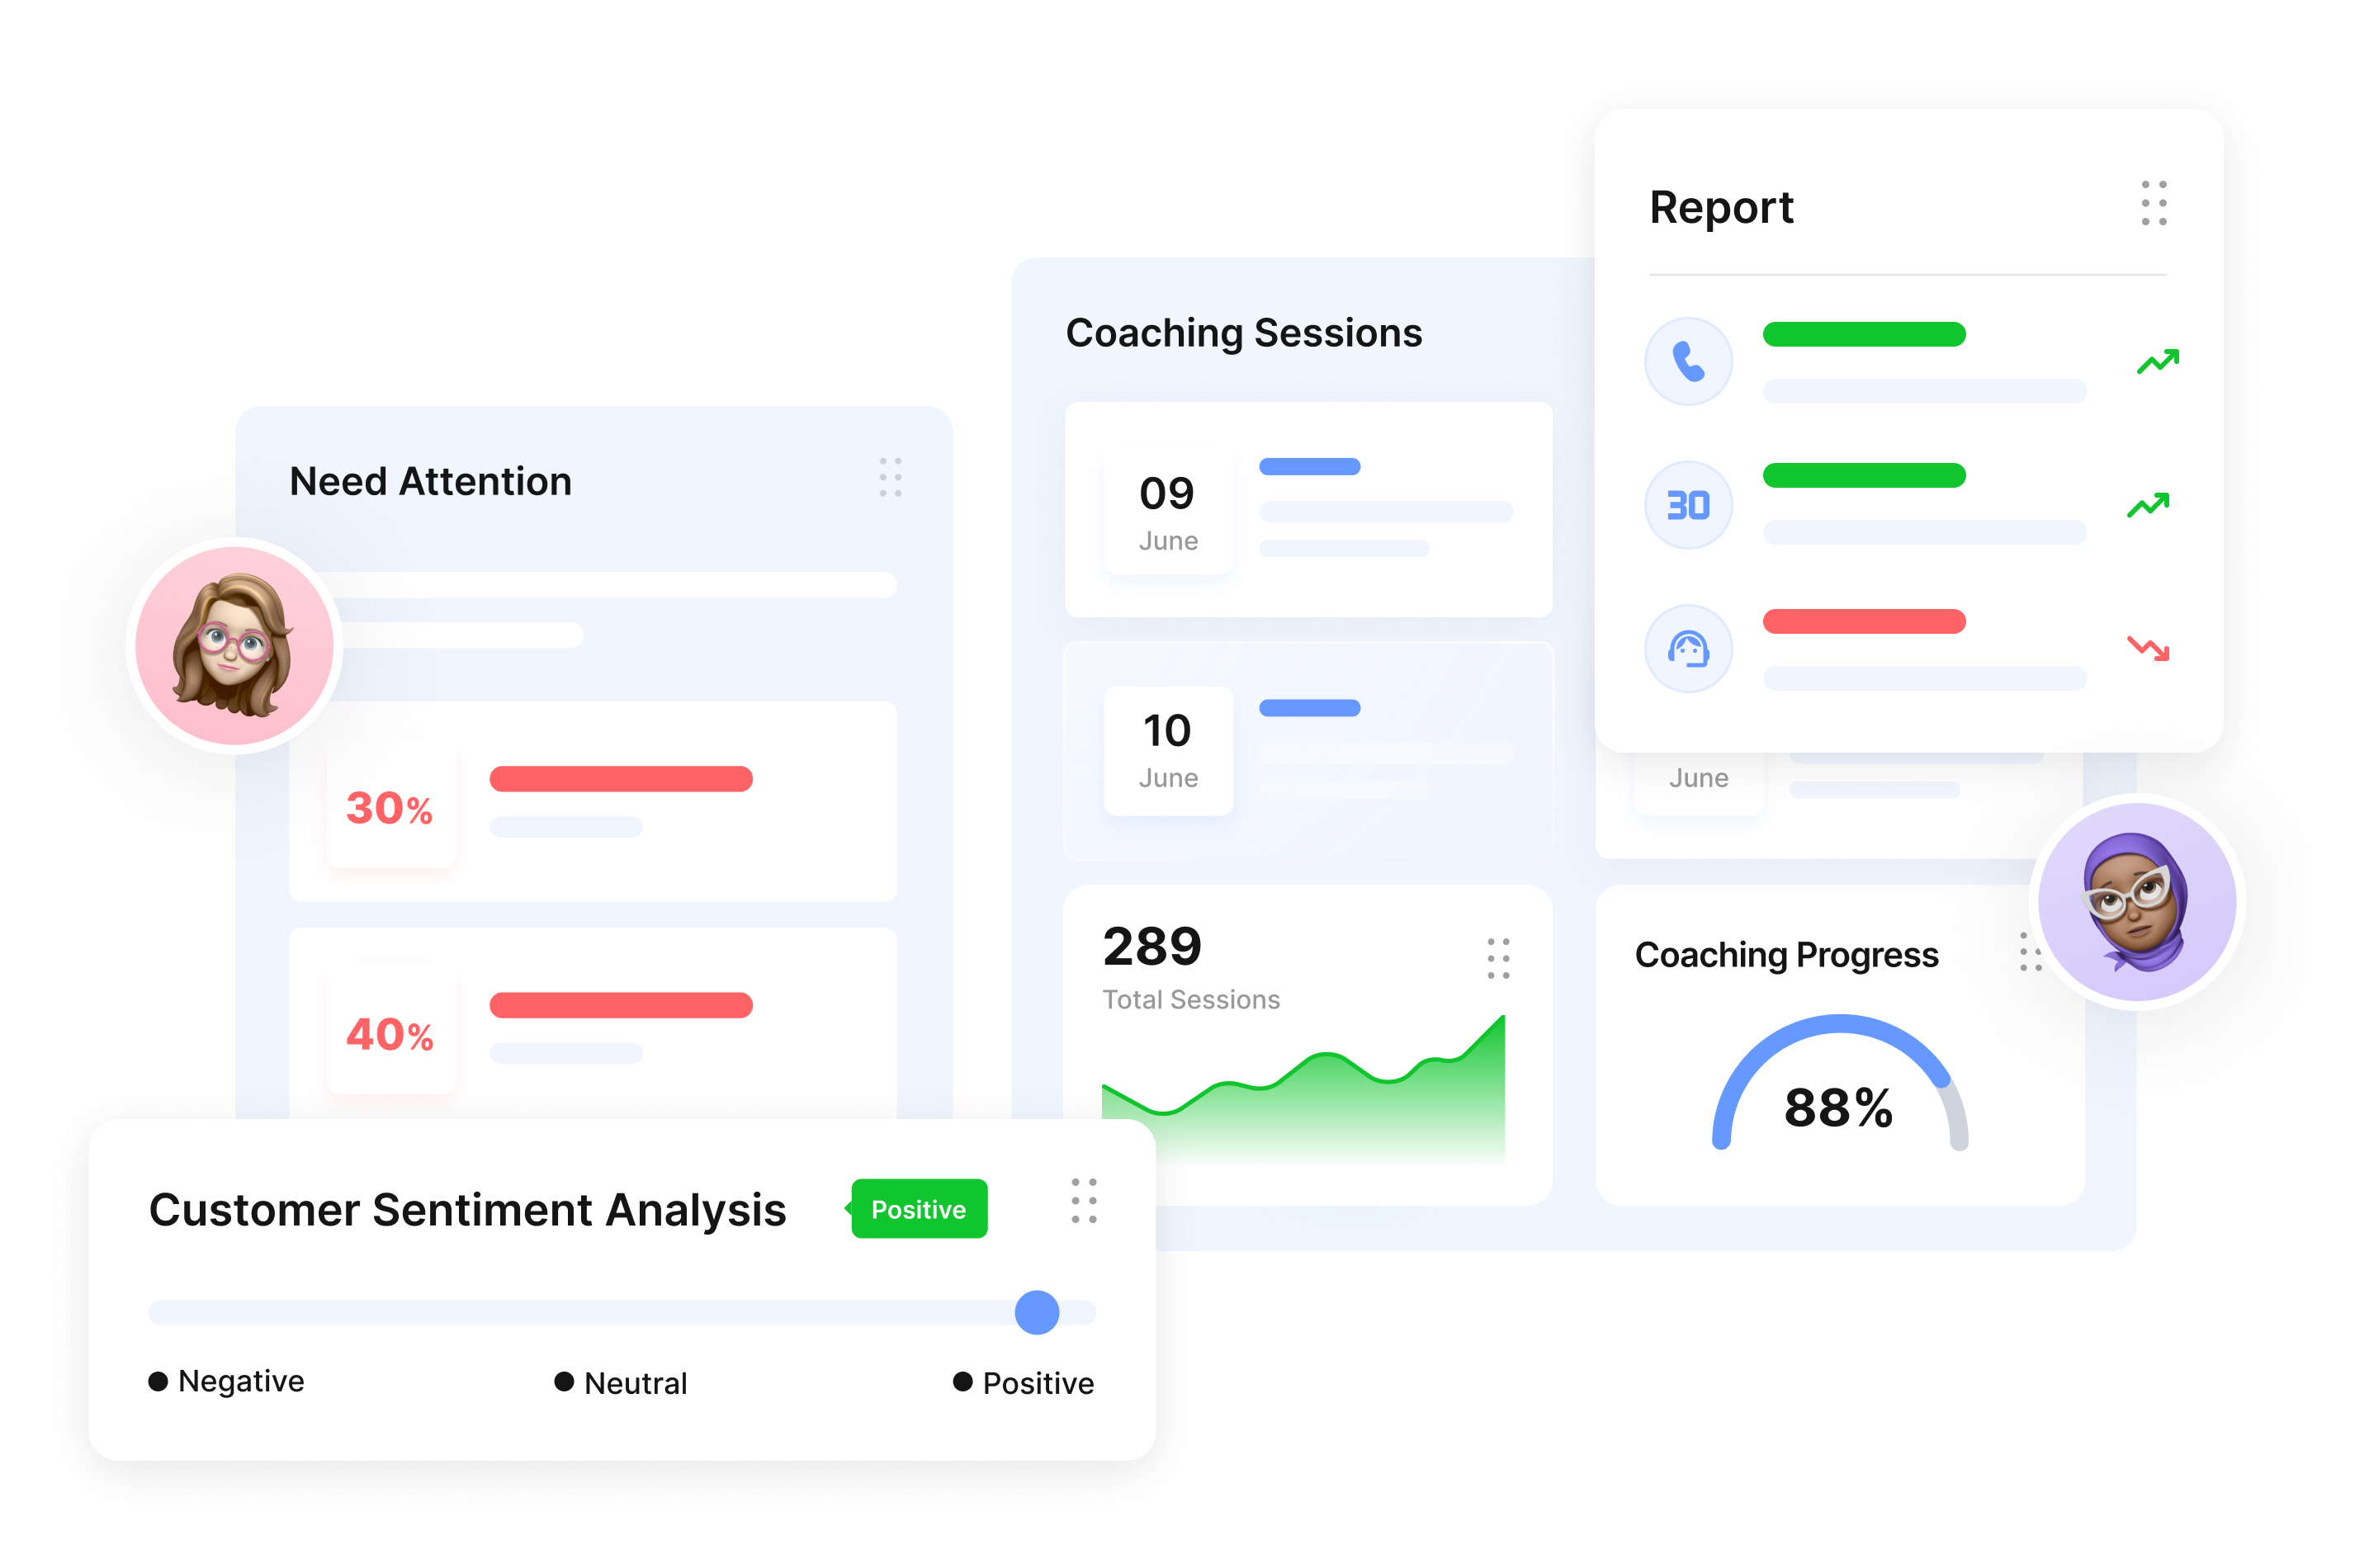 Report
Coaching Sessions
Need Attention
09
June
30
10
June
June
30%
289
Total Sessions
Coaching Progress
40%
88%
Customer Sentiment Analysis
Positive
Negative
Neutral
Positive